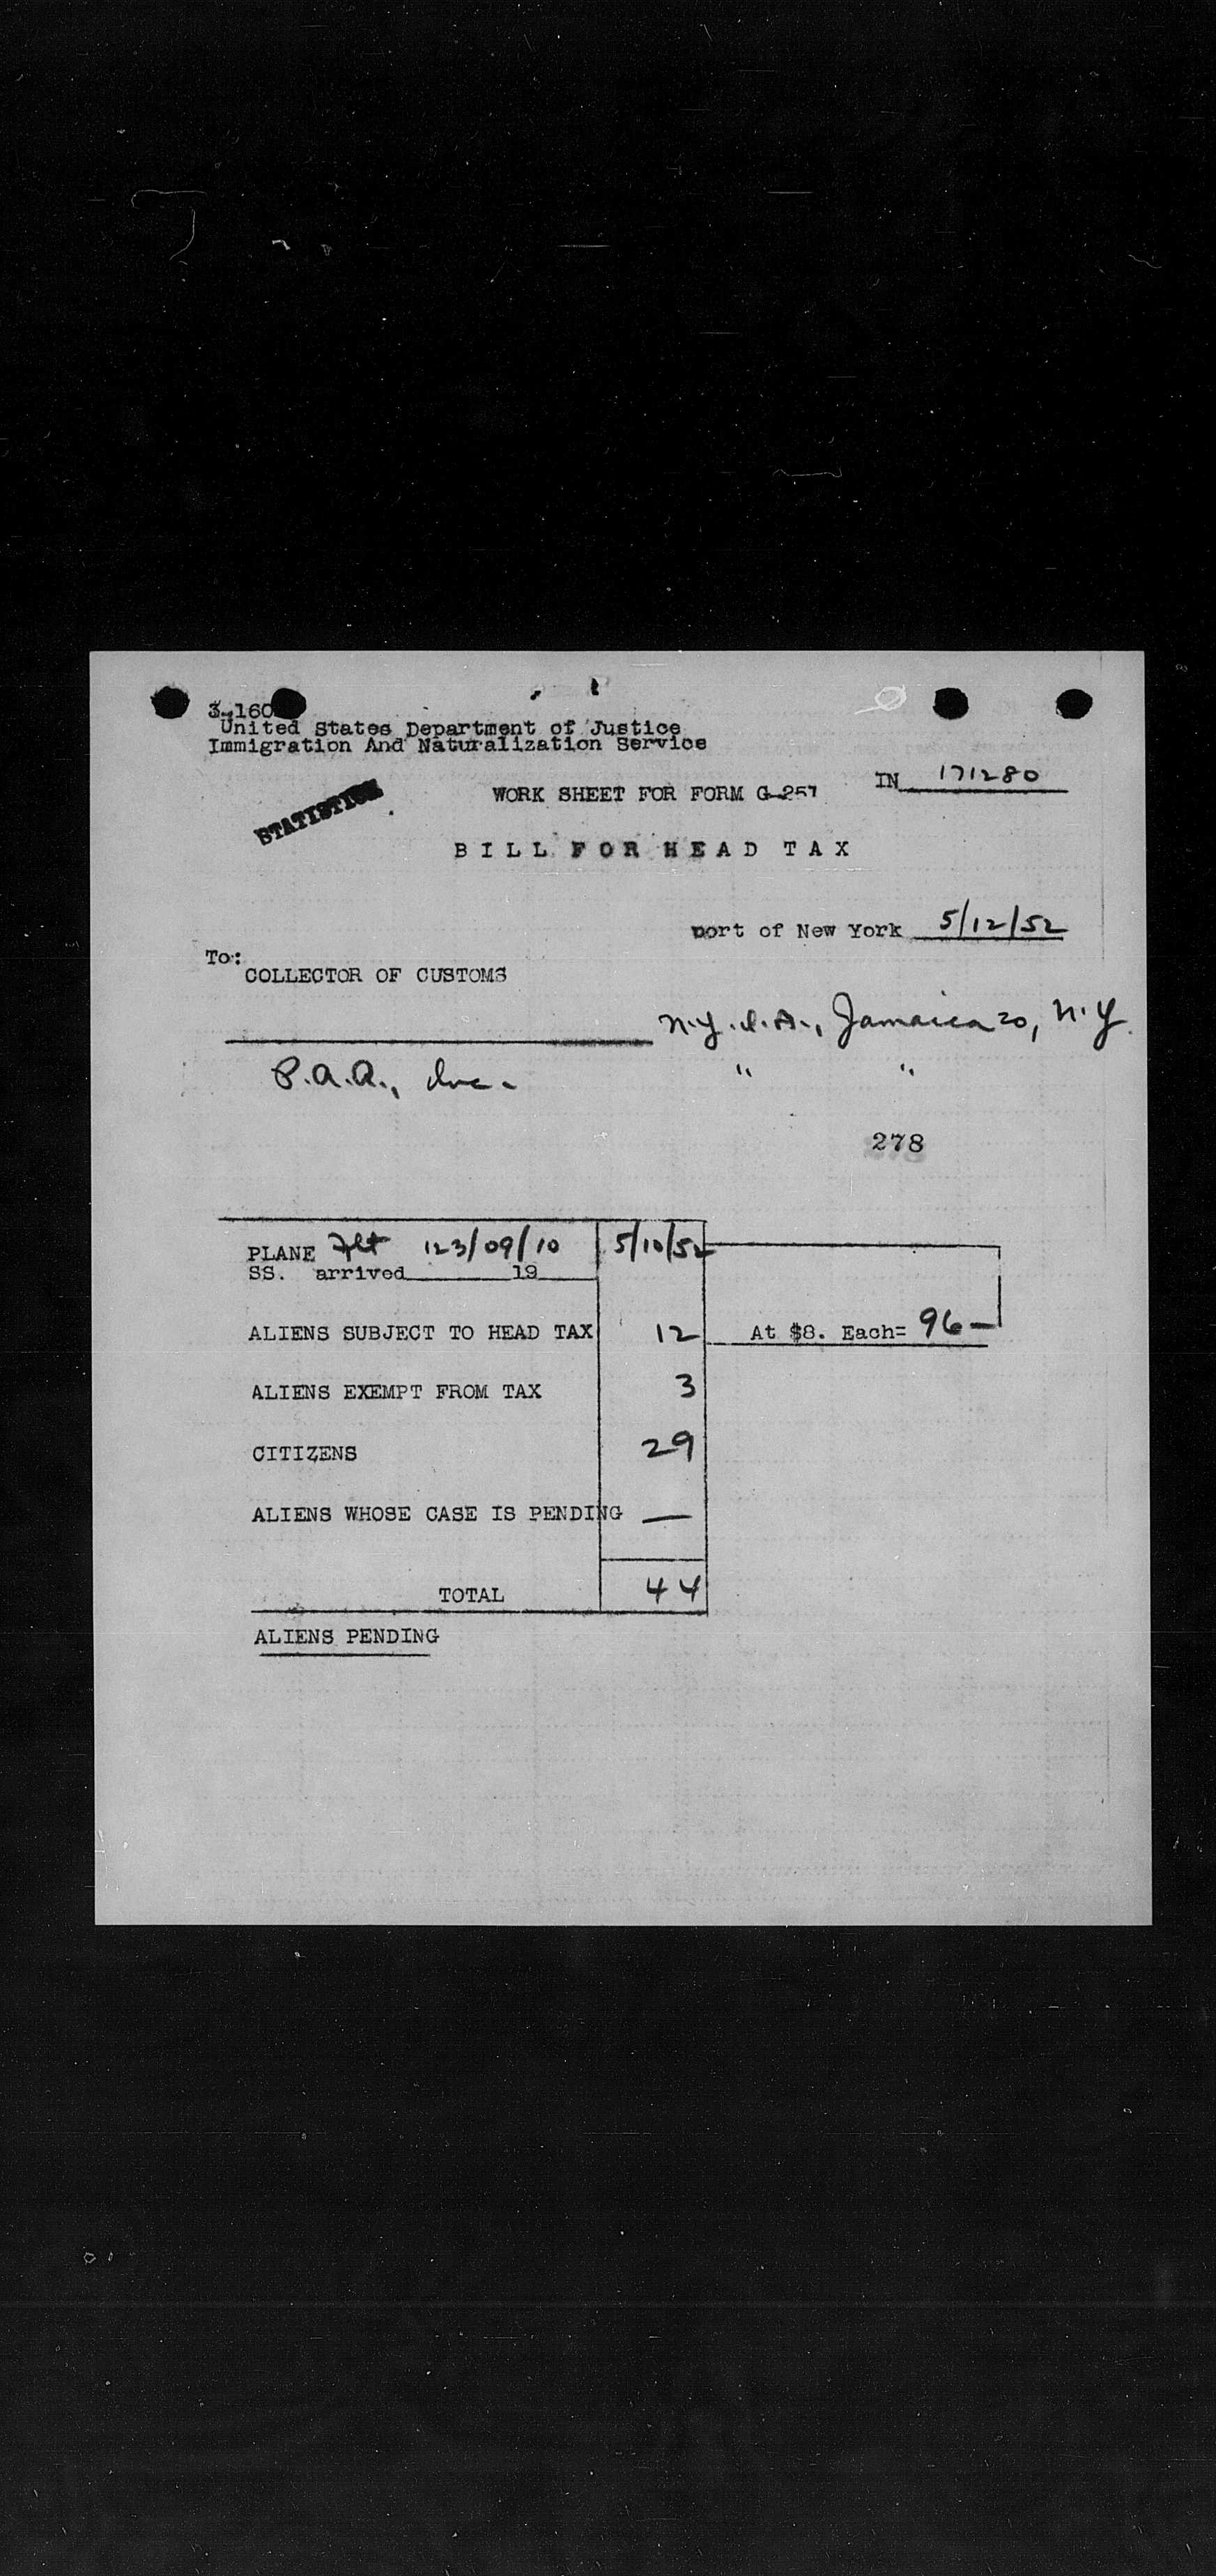 3-160
United States Department of Justice
Immigration And Naturalization Service
IN 171280
WORK SHEET FOR FORM G-257
STATISTICS
BILL FOR HEAD TAX
port of New York 5/12/52
To:
COLLECTOR OF CUSTOMS
N.Y.I.A., Jamaica 20, N.Y.
P.A.A., Inc. " "
278
PLANE Flt 123/09/10 5/10/52
SS. arrived 19
ALIENS SUBJECT TO HEAD TAX 12 At $8. Each= 96—
ALIENS EXEMPT FROM TAX 3
CITIZENS 29
ALIENS WHOSE CASE IS PENDING —
TOTAL 44
ALIENS PENDING